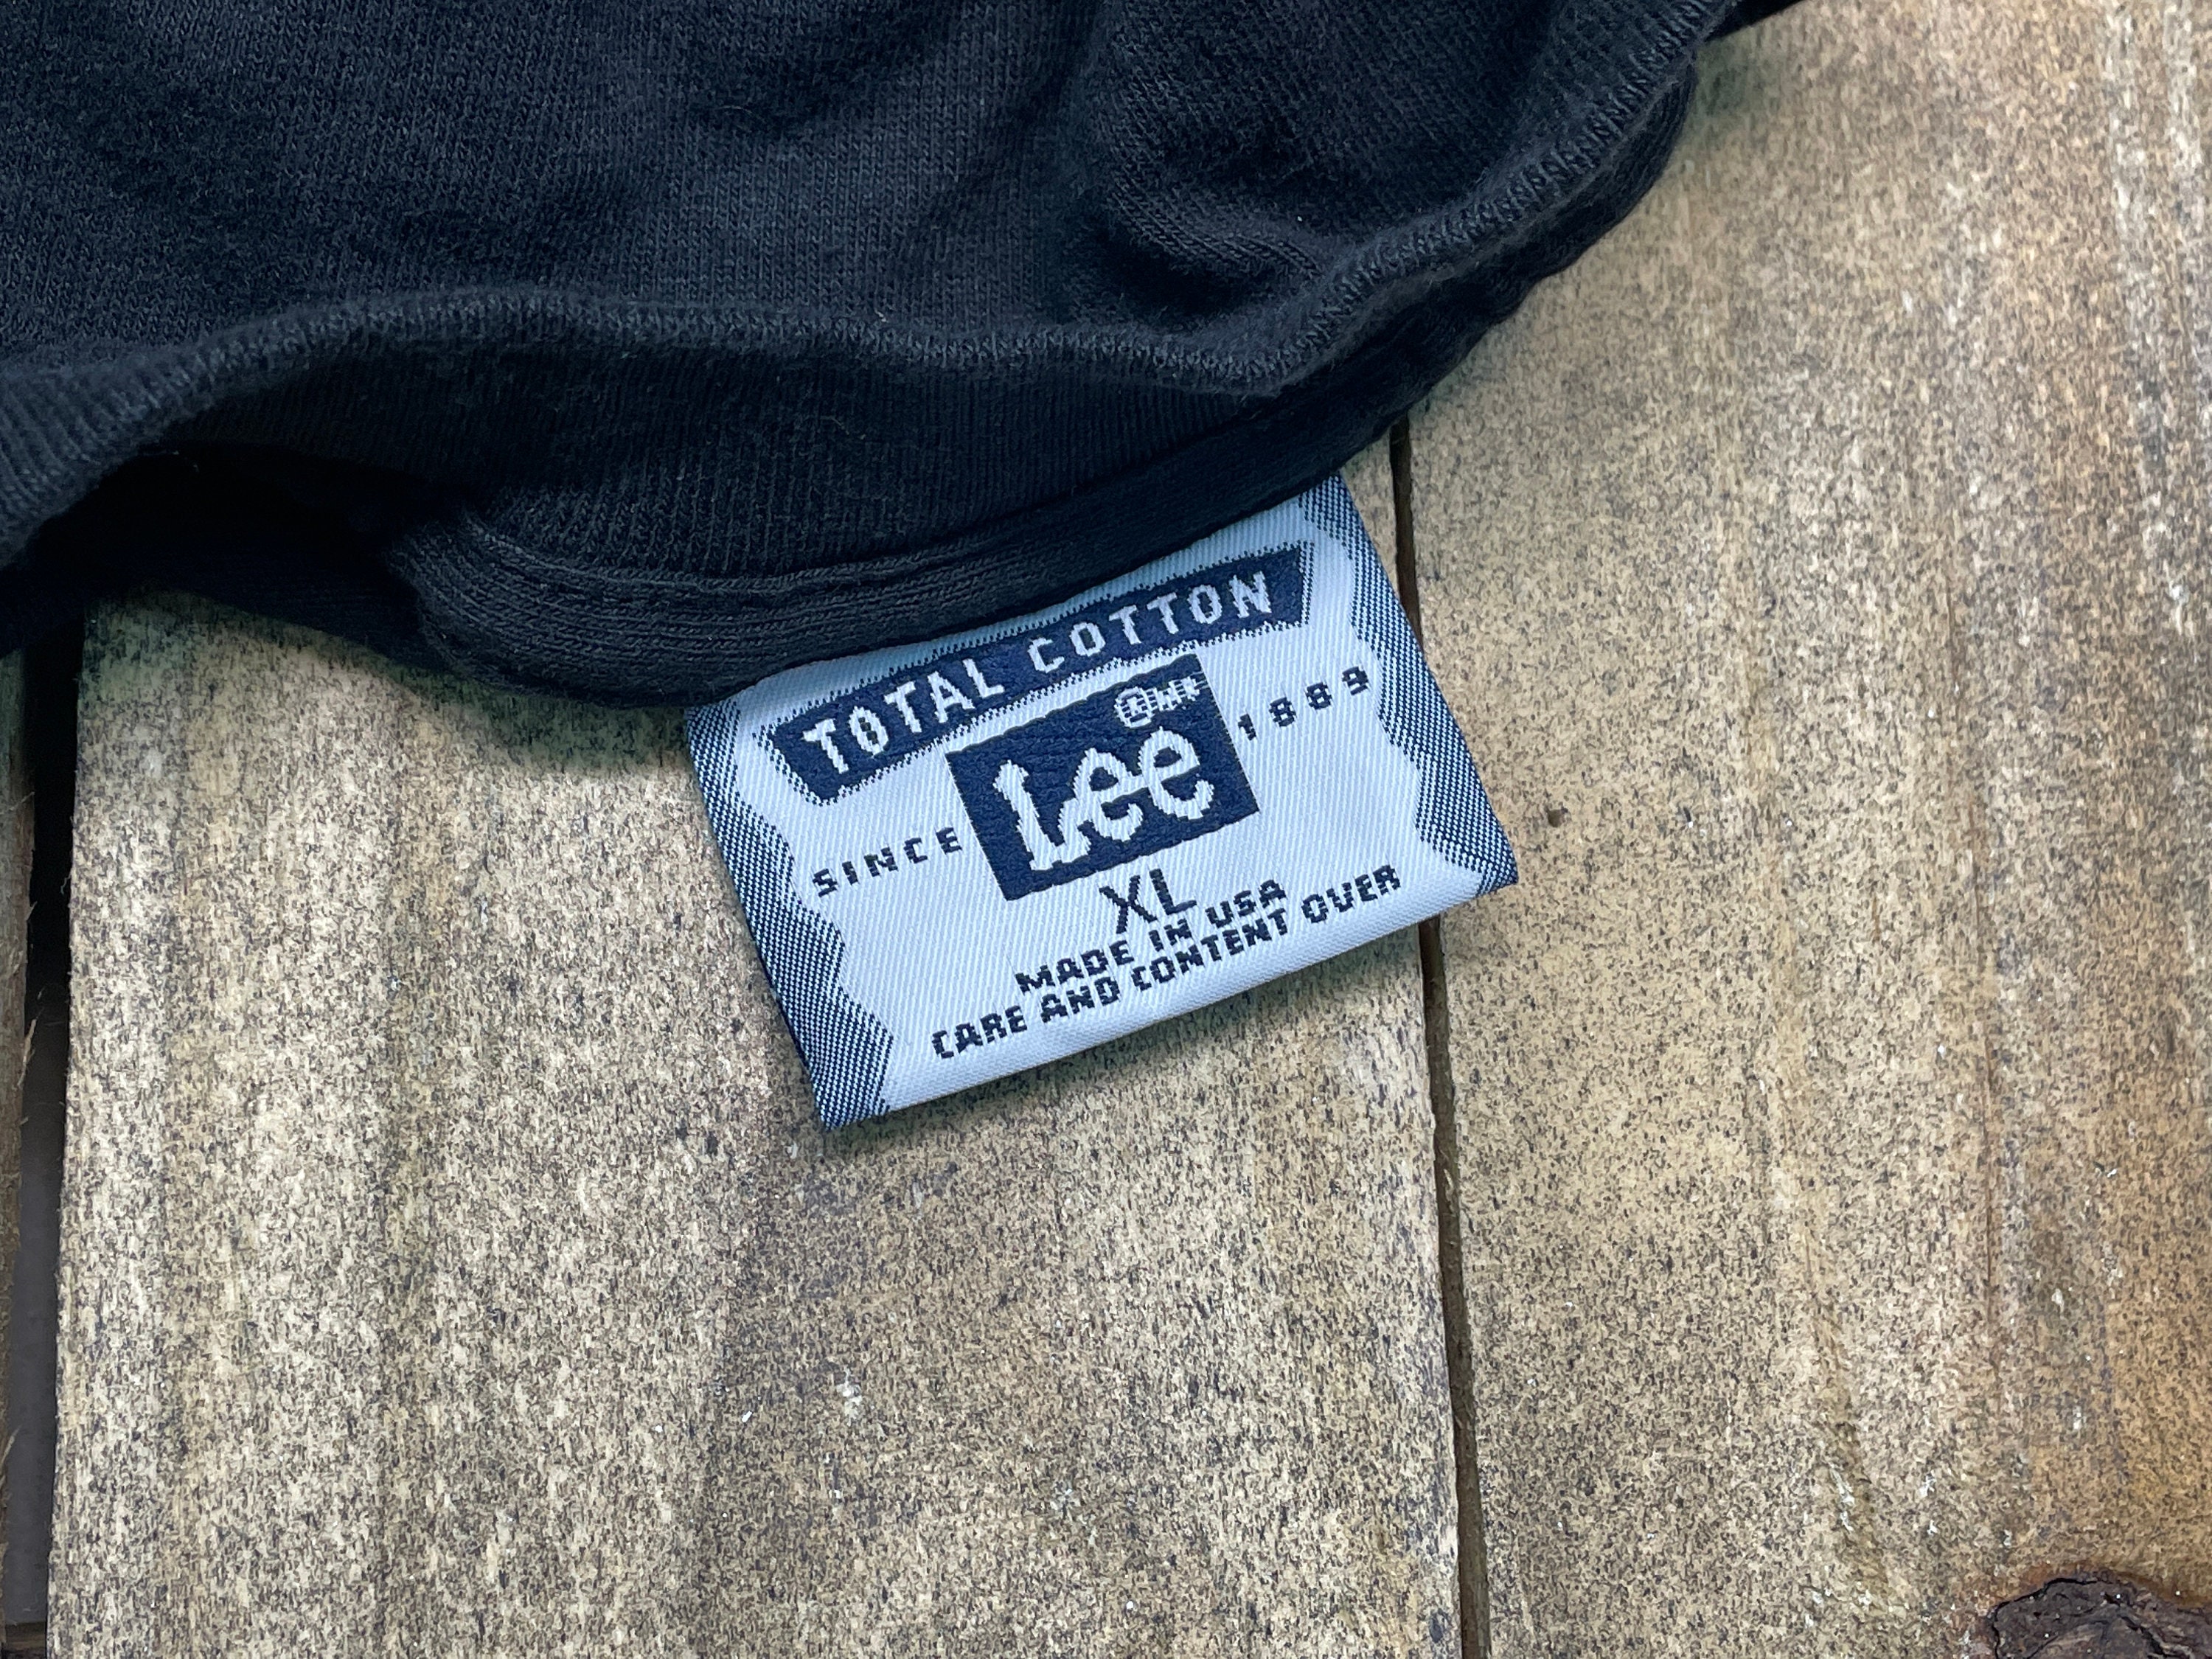 TOTAL COTTON
Lee
SINCE 1889
XL
MADE IN USA
CARE AND CONTENT OVER